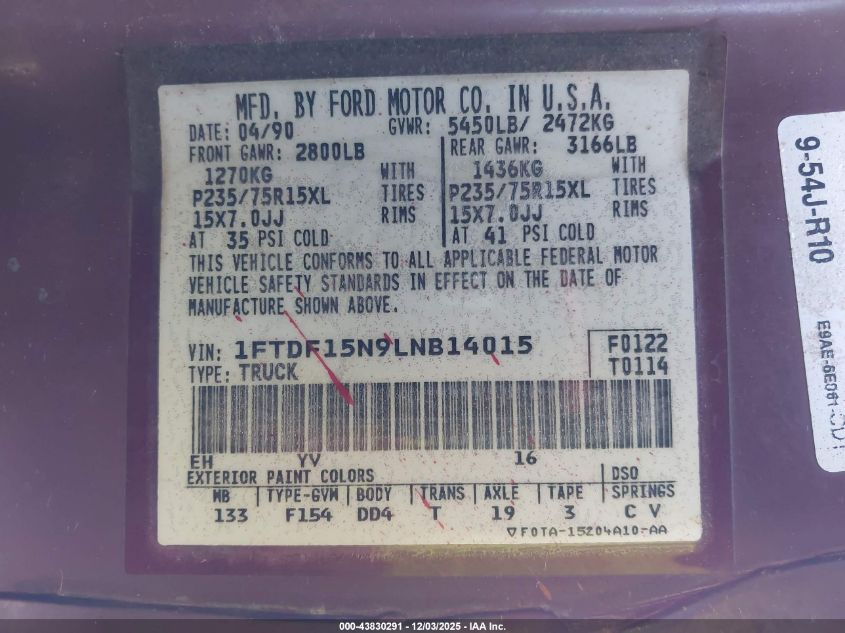 MFD. BY FORD MOTOR CO. IN U.S.A.
DATE: 04/90 GVWR: 5450LB/ 2472KG
FRONT GAWR: 2800LB REAR GAWR: 3166LB
1270KG WITH 1436KG WITH
P235/75R15XL TIRES P235/75R15XL TIRES
15X7.0JJ RIMS 15X7.0JJ RIMS
AT 35 PSI COLD AT 41 PSI COLD
THIS VEHICLE CONFORMS TO ALL APPLICABLE FEDERAL MOTOR
VEHICLE SAFETY STANDARDS IN EFFECT ON THE DATE OF
MANUFACTURE SHOWN ABOVE.
VIN: 1FTDF15N9LNB14015 F0122
TYPE: TRUCK T0114
EH YV 16
EXTERIOR PAINT COLORS DSO
WB TYPE-GVW BODY TRANS AXLE TAPE SPRINGS
133 F154 DD4 T 19 3 C V
▽FOTA-15204A10-AA
9-54J-R10
000-43830291 - 12/03/2025 - IAA Inc.